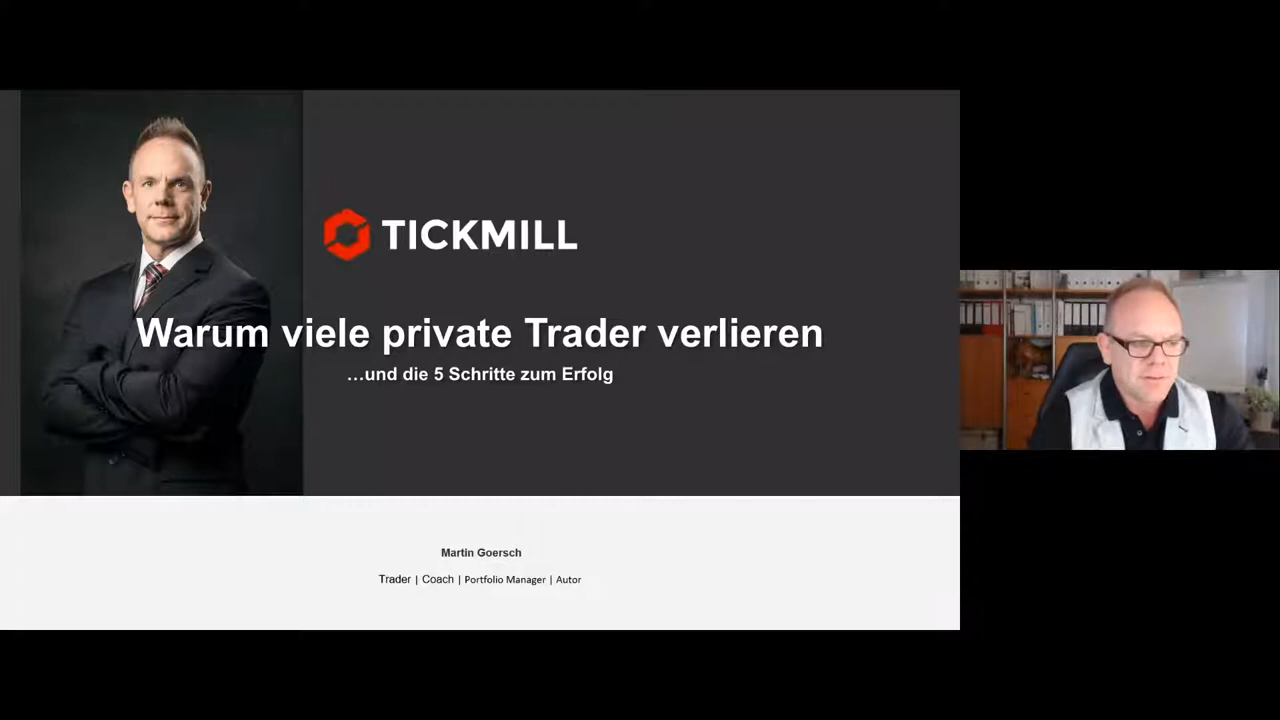 TICKMILL
Warum viele private Trader verlieren
...und die 5 Schritte zum Erfolg
Martin Goersch
Trader | Coach | Portfolio Manager | Autor